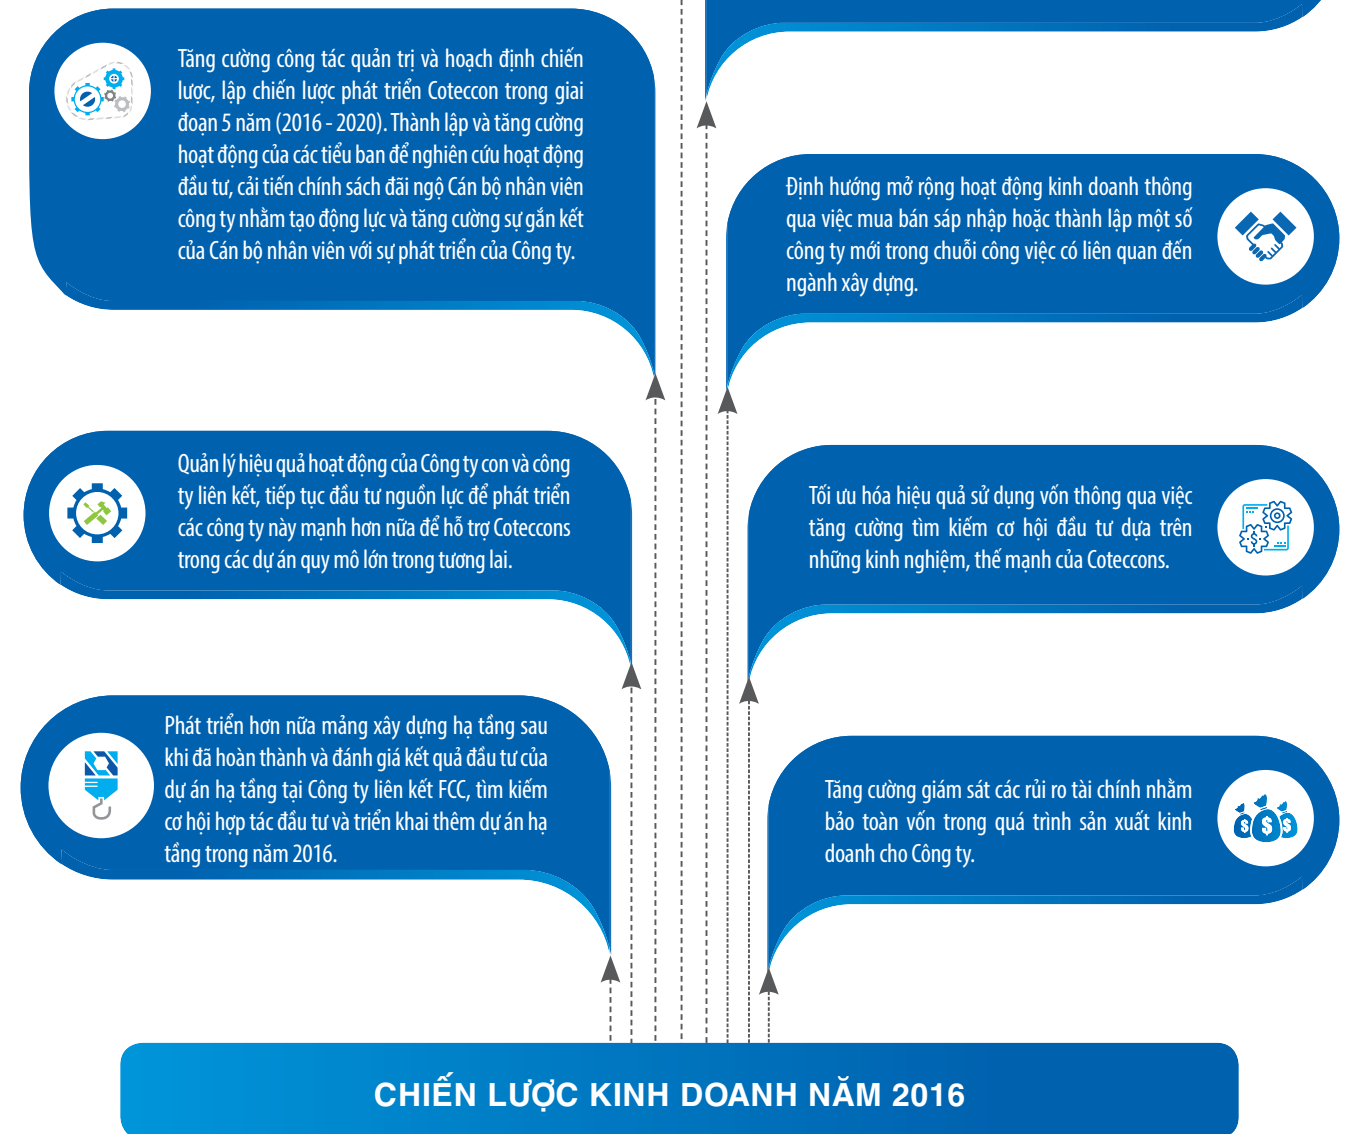 Tăng cường công tác quản trị và hoạch định chiến
lược, lập chiến lược phát triển Coteccon trong giai
đoạn 5 năm (2016 - 2020). Thành lập và tăng cường
hoạt động của các tiểu ban để nghiên cứu hoạt động
đầu tư, cải tiến chính sách đãi ngộ Cán bộ nhân viên
công ty nhằm tạo động lực và tăng cường sự gắn kết
của Cán bộ nhân viên với sự phát triển của Công ty.
Định hướng mở rộng hoạt động kinh doanh thông
qua việc mua bán sáp nhập hoặc thành lập một số
công ty mới trong chuỗi công việc có liên quan đến
ngành xây dựng.
Quản lý hiệu quả hoạt động của Công ty con và công
ty liên kết, tiếp tục đầu tư nguồn lực để phát triển
các công ty này mạnh hơn nữa để hỗ trợ Coteccons
trong các dự án quy mô lớn trong tương lai.
Tối ưu hóa hiệu quả sử dụng vốn thông qua việc
tăng cường tìm kiếm cơ hội đầu tư dựa trên
những kinh nghiệm, thế mạnh của Coteccons.
Phát triển hơn nữa mảng xây dựng hạ tầng sau
khi đã hoàn thành và đánh giá kết quả đầu tư của
dự án hạ tầng tại Công ty liên kết FCC, tìm kiếm
cơ hội hợp tác đầu tư và triển khai thêm dự án hạ
tầng trong năm 2016.
Tăng cường giám sát các rủi ro tài chính nhằm
bảo toàn vốn trong quá trình sản xuất kinh
doanh cho Công ty.
CHIẾN LƯỢC KINH DOANH NĂM 2016